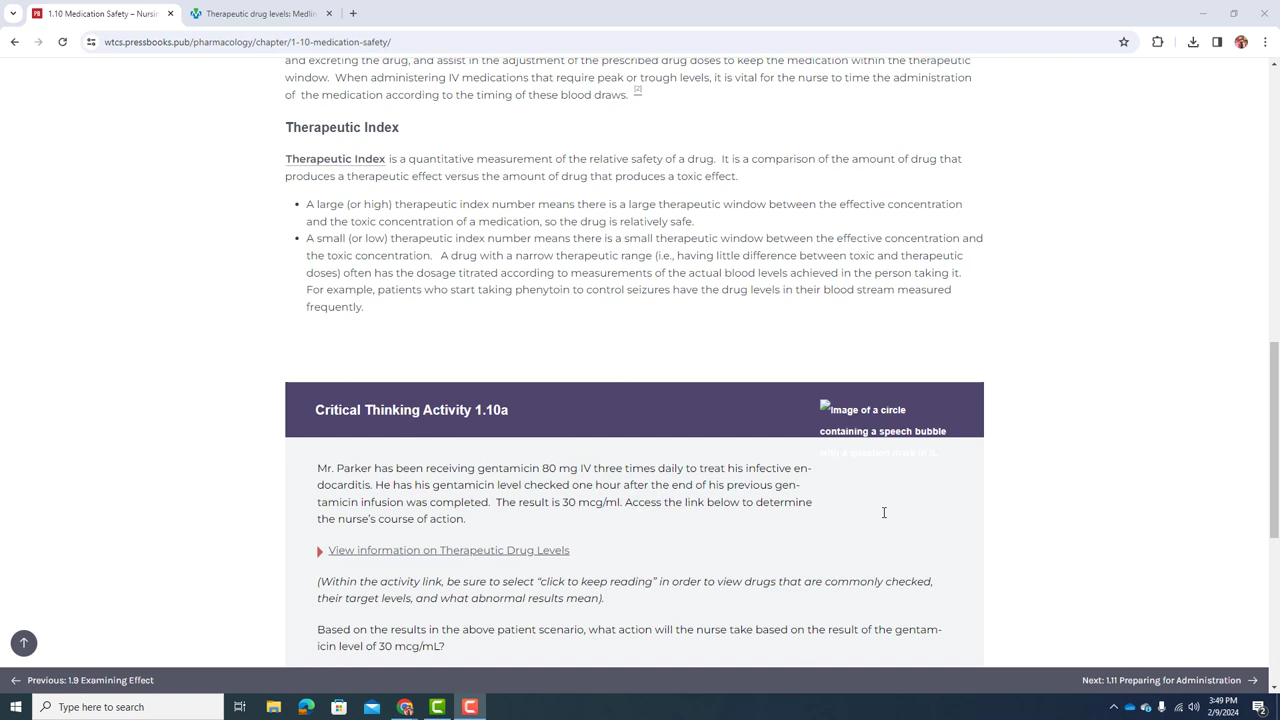 1.10 Medication Safety – Nursin
Therapeutic drug levels: Medlin
wtcs.pressbooks.pub/pharmacology/chapter/1-10-medication-safety/
and excreting the drug, and assist in the adjustment of the prescribed drug doses to keep the medication within the therapeutic
window. When administering IV medications that require peak or trough levels, it is vital for the nurse to time the administration
of the medication according to the timing of these blood draws. [2]
Therapeutic Index
Therapeutic Index is a quantitative measurement of the relative safety of a drug. It is a comparison of the amount of drug that
produces a therapeutic effect versus the amount of drug that produces a toxic effect.
• A large (or high) therapeutic index number means there is a large therapeutic window between the effective concentration
and the toxic concentration of a medication, so the drug is relatively safe.
• A small (or low) therapeutic index number means there is a small therapeutic window between the effective concentration and
the toxic concentration. A drug with a narrow therapeutic range (i.e., having little difference between toxic and therapeutic
doses) often has the dosage titrated according to measurements of the actual blood levels achieved in the person taking it.
For example, patients who start taking phenytoin to control seizures have the drug levels in their blood stream measured
frequently.
Critical Thinking Activity 1.10a
Image of a circle
containing a speech bubble
with a question mark in it.
Mr. Parker has been receiving gentamicin 80 mg IV three times daily to treat his infective en-
docarditis. He has his gentamicin level checked one hour after the end of his previous gen-
tamicin infusion was completed. The result is 30 mcg/ml. Access the link below to determine
the nurse's course of action.
View information on Therapeutic Drug Levels
(Within the activity link, be sure to select “click to keep reading” in order to view drugs that are commonly checked,
their target levels, and what abnormal results mean).
Based on the results in the above patient scenario, what action will the nurse take based on the result of the gentam-
icin level of 30 mcg/mL?
Previous: 1.9 Examining Effect
Next: 1.11 Preparing for Administration
Type here to search
3:49 PM
2/9/2024
2